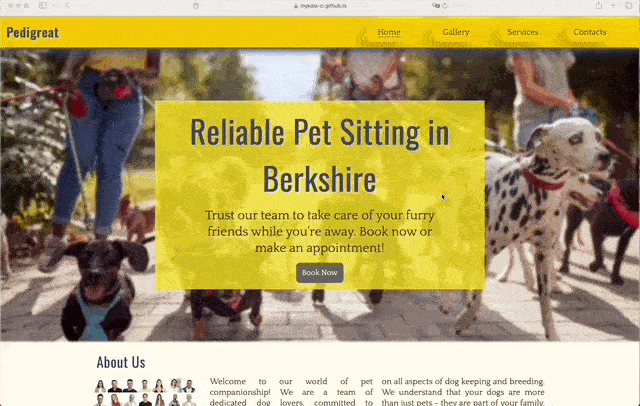 mykola-ci.github.io
Pedigreat
Home Gallery Services Contacts
Reliable Pet Sitting in
Berkshire
Trust our team to take care of your furry
friends while you're away. Book now or
make an appointment!
Book Now
About Us
Welcome to our world of pet
companionship! We are a team of
dedicated dog lovers, committed to
on all aspects of dog keeping and breeding.
We understand that your dogs are more
than just pets - they are part of your family.